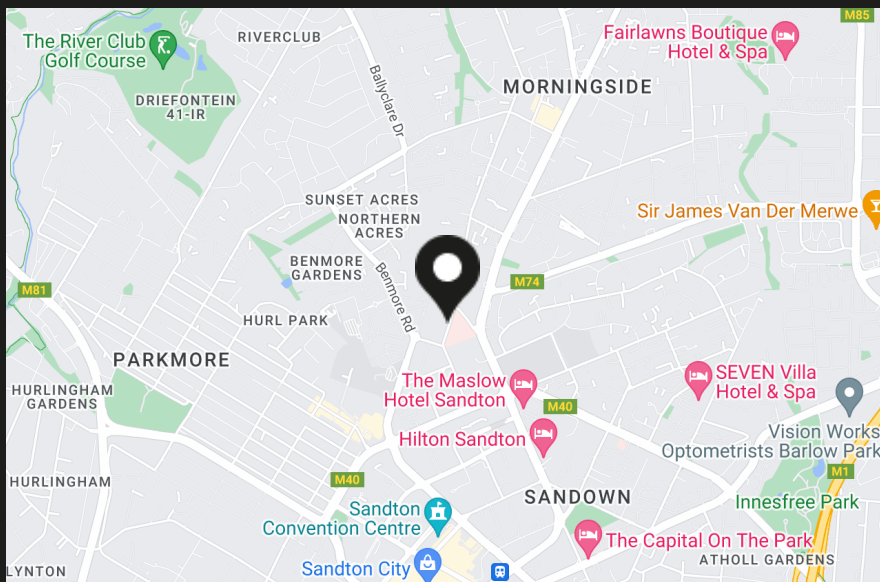 M85
Fairlawns Boutique
Hotel & Spa
The River Club
Golf Course
RIVERCLUB
Ballyclare Dr
MORNINGSIDE
DRIEFONTEIN
41-IR
SUNSET ACRES
NORTHERN
ACRES
Sir James Van Der Merwe
BENMORE
GARDENS
Benmore Rd
M74
M81
HURL PARK
PARKMORE
The Maslow
Hotel Sandton
SEVEN Villa
Hotel & Spa
HURLINGHAM
GARDENS
M40
Hilton Sandton
Vision Works
Optometrists Barlow Park
M1
HURLINGHAM
M40
SANDOWN
Innesfree Park
Sandton
Convention Centre
The Capital On The Park
ATHOLL GARDENS
LYNTON
Sandton City